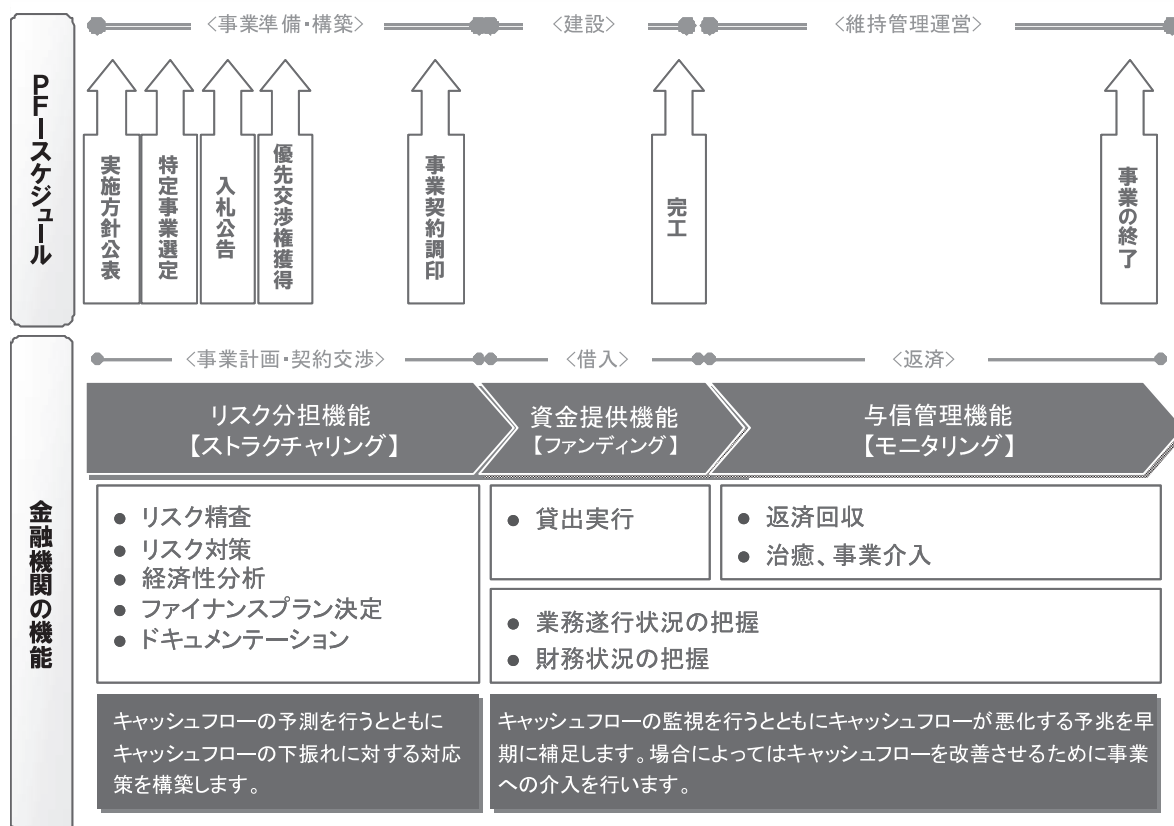 PFIスケジュール
<事業準備・構築>
<建設>
<維持管理運営>
実施方針公表
特定事業選定
入札公告
優先交渉権獲得
事業契約調印
完工
事業の終了
金融機関の機能
<事業計画・契約交渉>
<借入>
<返済>
リスク分担機能
【ストラクチャリング】
資金提供機能
【ファンディング】
与信管理機能
【モニタリング】
● リスク精査
● リスク対策
● 経済性分析
● ファイナンスプラン決定
● ドキュメンテーション
● 貸出実行
● 返済回収
● 治癒、事業介入
● 業務遂行状況の把握
● 財務状況の把握
キャッシュフローの予測を行うとともに
キャッシュフローの下振れに対する対応
策を構築します。
キャッシュフローの監視を行うとともにキャッシュフローが悪化する予兆を早
期に補足します。場合によってはキャッシュフローを改善させるために事業
への介入を行います。